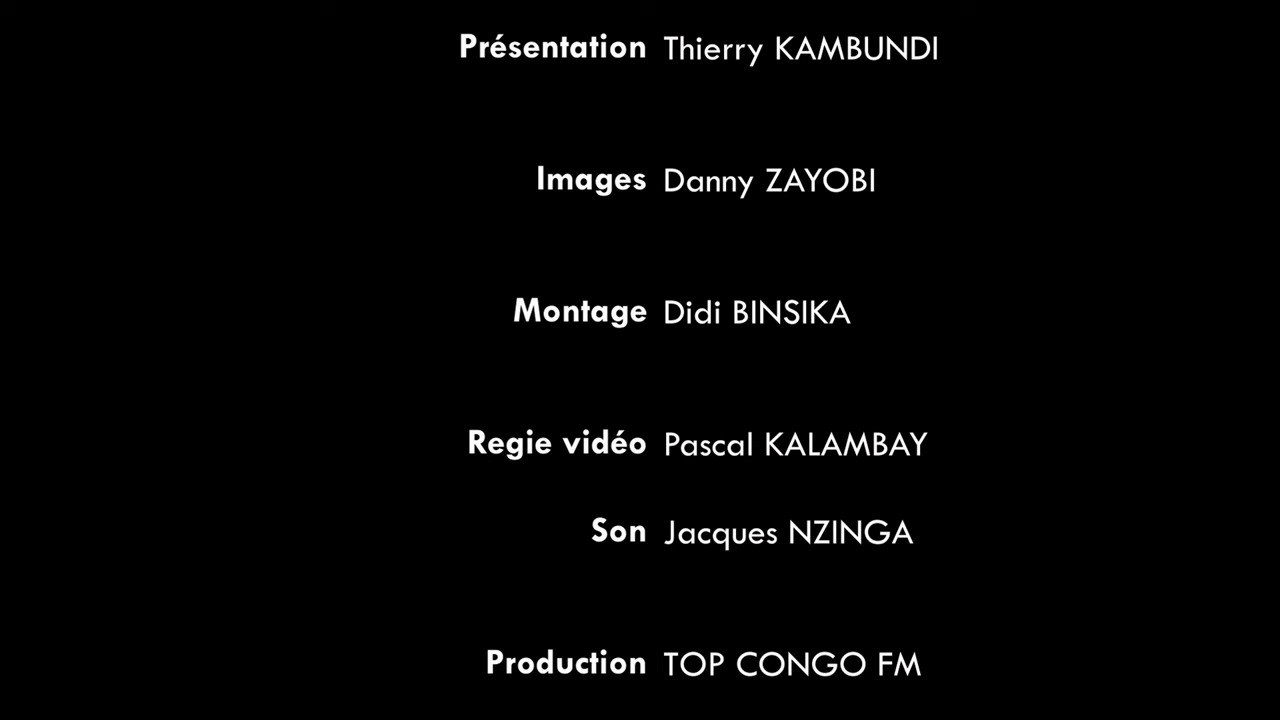 Présentation Thierry KAMBUNDI
Images Danny ZAYOBI
Montage Didi BINSIKA
Regie vidéo Pascal KALAMBAY
Son Jacques NZINGA
Production TOP CONGO FM